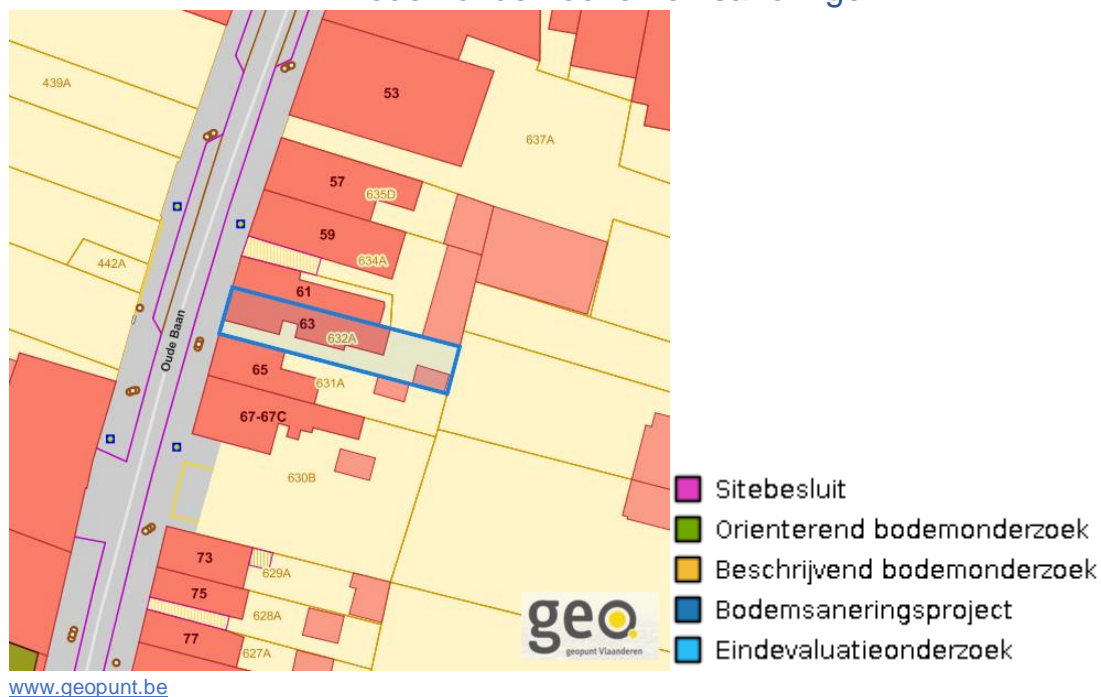 439A
53
637A
57
635D
59
634A
442A
61
63
632A
Oude Baan
65
631A
67-67C
630B
73
629A
75
628A
77
627A
geo
geopunt Vlaanderen
Sitebesluit
Orienterend bodemonderzoek
Beschrijvend bodemonderzoek
Bodemsaneringsproject
Eindevaluatieonderzoek
www.geopunt.be